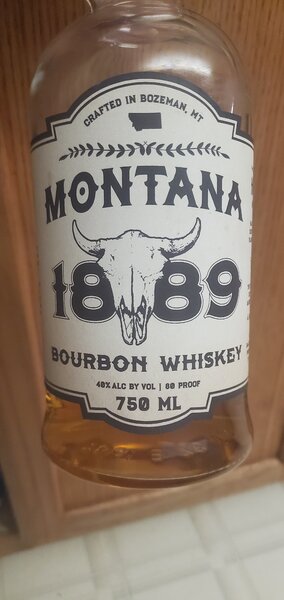 CRAFTED IN BOZEMAN, MT
MONTANA
1889
BOURBON WHISKEY
40% ALC BY VOL | 80 PROOF
750 ML